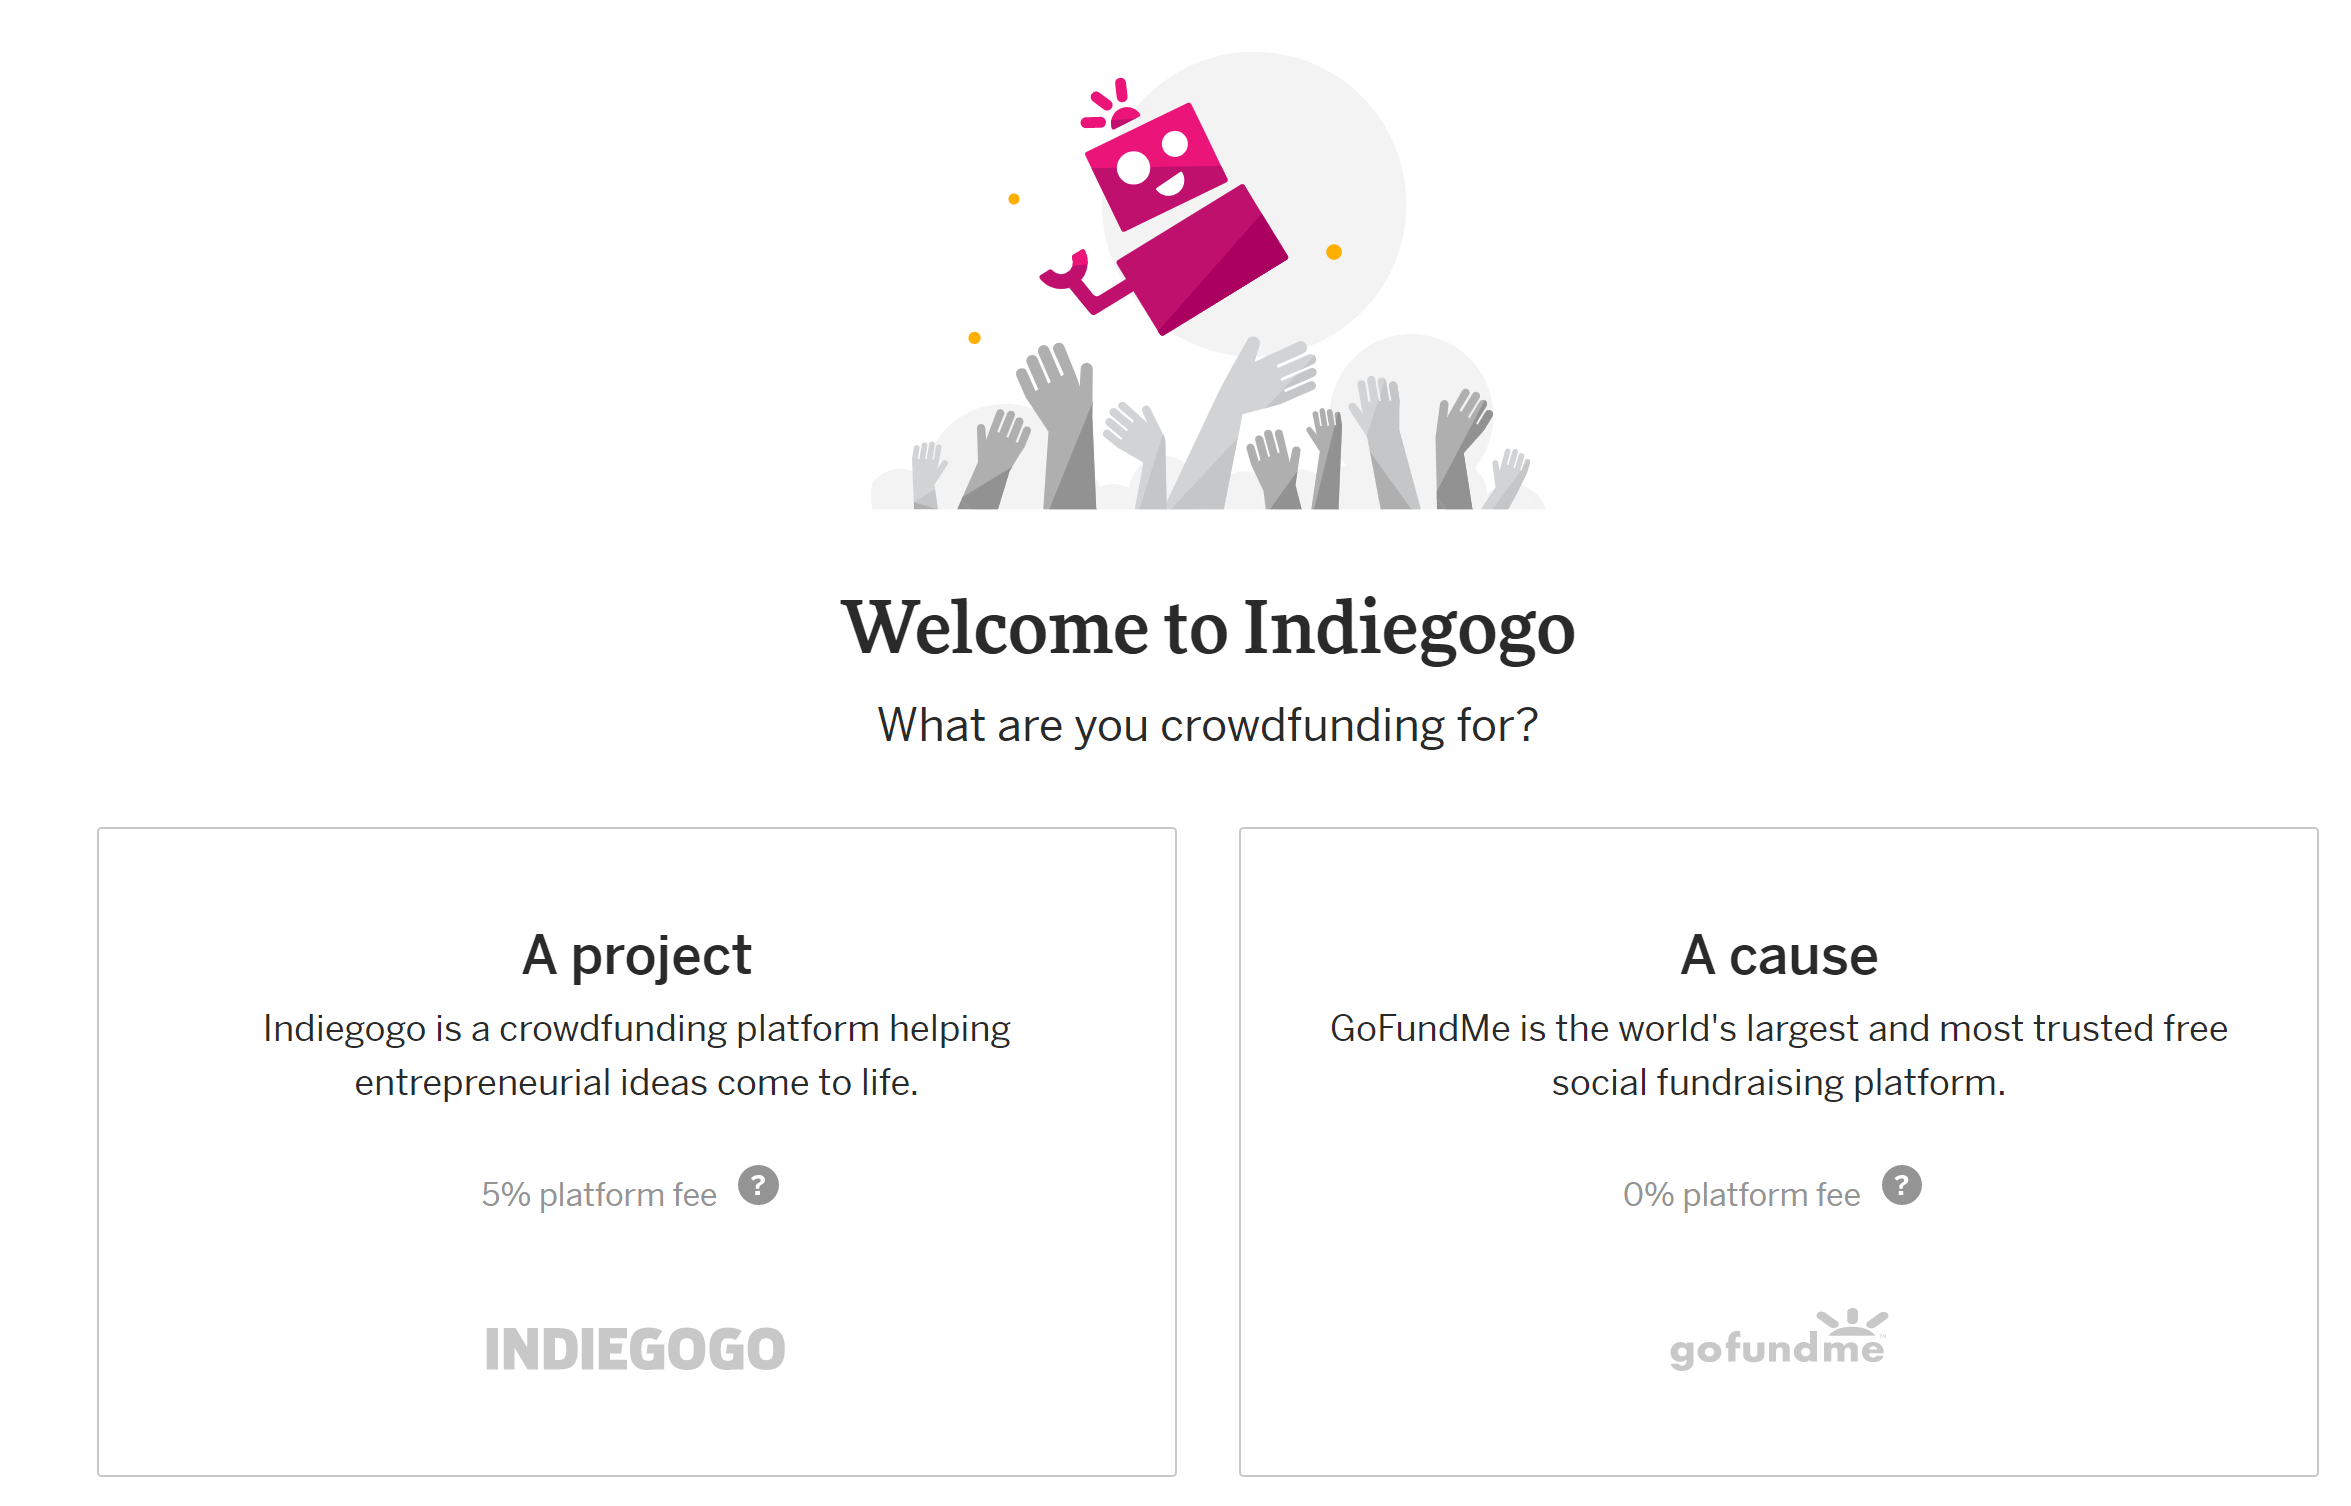 Welcome to Indiegogo
What are you crowdfunding for?
A project
Indiegogo is a crowdfunding platform helping
entrepreneurial ideas come to life.
5% platform fee ?
INDIEGOGO
A cause
GoFundMe is the world's largest and most trusted free
social fundraising platform.
0% platform fee ?
gofundme™